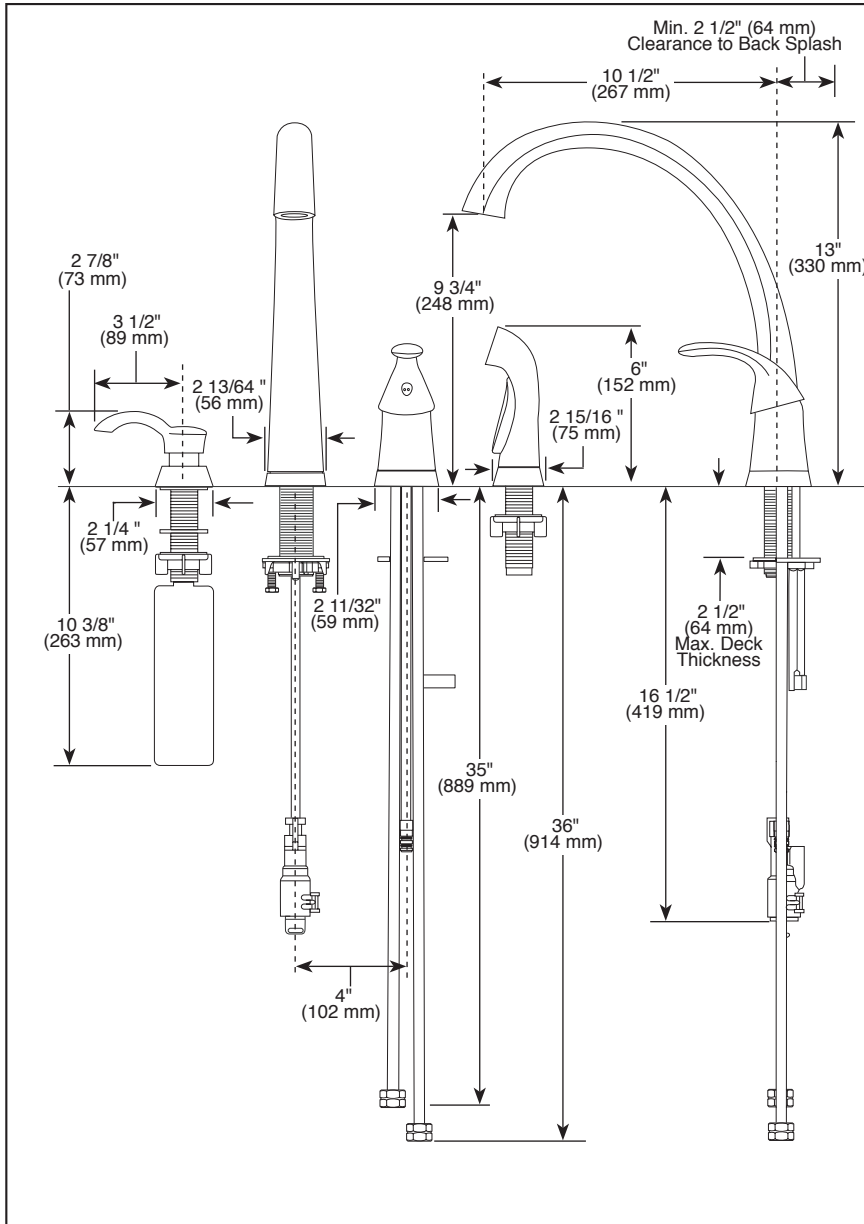 Min. 2 1/2" (64 mm)
Clearance to Back Splash
10 1/2"
(267 mm)
13"
(330 mm)
2 7/8"
(73 mm)
9 3/4"
(248 mm)
3 1/2"
(89 mm)
2 13/64 "
(56 mm)
6"
(152 mm)
2 15/16 "
(75 mm)
2 1/4 "
(57 mm)
2 11/32"
(59 mm)
10 3/8"
(263 mm)
2 1/2"
(64 mm)
Max. Deck
Thickness
16 1/2"
(419 mm)
35"
(889 mm)
36"
(914 mm)
4"
(102 mm)